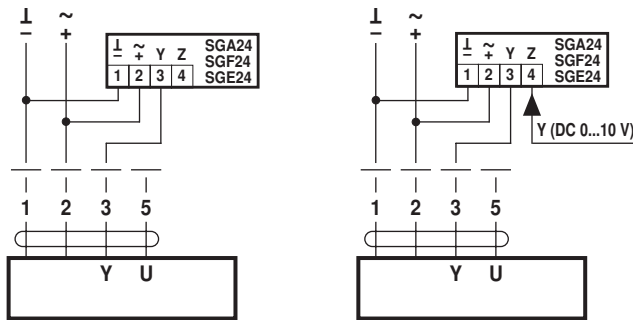 ⊥ ~
− +
⊥ ~ Y Z SGA24
− + SGF24
1 2 3 4 SGE24
1 2 3 5
Y U
⊥ ~
− +
⊥ ~ Y Z SGA24
− + SGF24
1 2 3 4 SGE24
Y (DC 0...10 V)
1 2 3 5
Y U